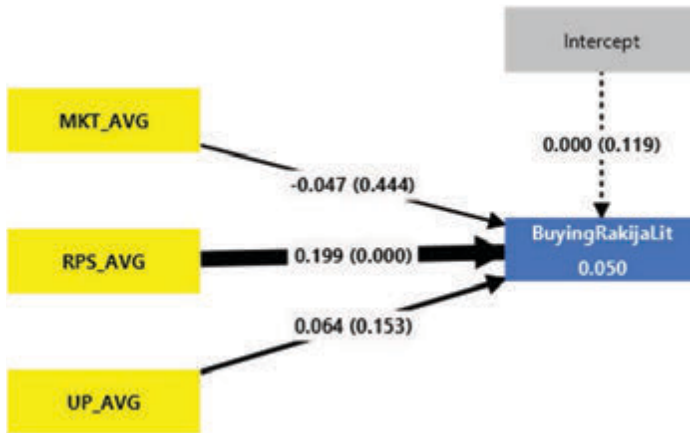 Intercept
MKT_AVG
0.000 (0.119)
-0.047 (0.444)
BuyingRakijaLit
0.050
RPS_AVG
0.199 (0.000)
0.064 (0.153)
UP_AVG